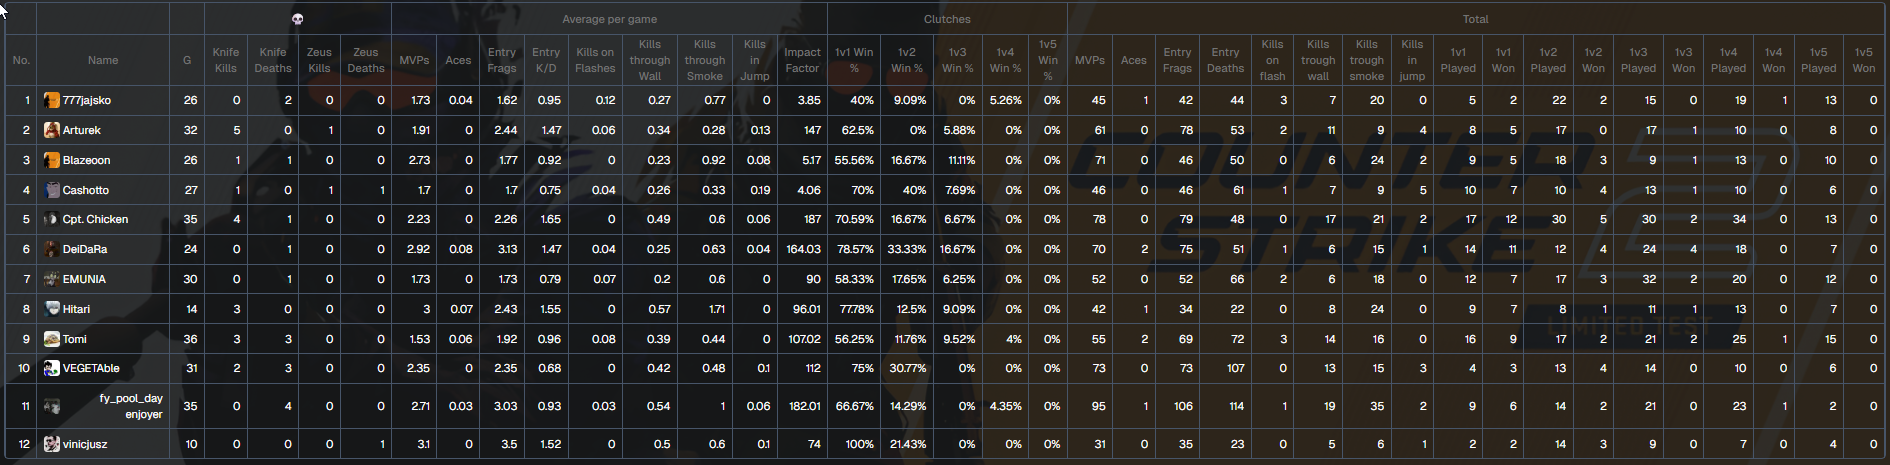 💀 Average per game Clutches Total
No. Name G Knife Kills Knife Deaths Zeus Kills Zeus Deaths MVPs Aces Entry Frags Entry K/D Kills on Flashes Kills through Wall Kills through Smoke Kills in Jump Impact Factor 1v1 Win % 1v2 Win % 1v3 Win % 1v4 Win % 1v5 Win % MVPs Aces Entry Frags Entry Deaths Kills on flash Kills trough wall Kills trough smoke Kills in jump 1v1 Played 1v1 Won 1v2 Played 1v2 Won 1v3 Played 1v3 Won 1v4 Played 1v4 Won 1v5 Played 1v5 Won
1 777jajsko 26 0 2 0 0 1.73 0.04 1.62 0.95 0.12 0.27 0.77 0 3.85 40% 9.09% 0% 5.26% 0% 45 1 42 44 3 7 20 0 5 2 22 2 15 0 19 1 13 0
2 Arturek 32 5 0 1 0 1.91 0 2.44 1.47 0.06 0.34 0.28 0.13 147 62.5% 0% 5.88% 0% 0% 61 0 78 53 2 11 9 4 8 5 17 0 17 1 10 0 8 0
3 Blazeoon 26 1 1 0 0 2.73 0 1.77 0.92 0 0.23 0.92 0.08 5.17 55.56% 16.67% 11.11% 0% 0% 71 0 46 50 0 6 24 2 9 5 18 3 9 1 13 0 10 0
4 Cashotto 27 1 0 1 1 1.7 0 1.7 0.75 0.04 0.26 0.33 0.19 4.06 70% 40% 7.69% 0% 0% 46 0 46 61 1 7 9 5 10 7 10 4 13 1 10 0 6 0
5 Cpt. Chicken 35 4 1 0 0 2.23 0 2.26 1.65 0 0.49 0.6 0.06 187 70.59% 16.67% 6.67% 0% 0% 78 0 79 48 0 17 21 2 17 12 30 5 30 2 34 0 13 0
6 DeiDaRa 24 0 1 0 0 2.92 0.08 3.13 1.47 0.04 0.25 0.63 0.04 164.03 78.57% 33.33% 16.67% 0% 0% 70 2 75 51 1 6 15 1 14 11 12 4 24 4 18 0 7 0
7 EMUNIA 30 0 1 0 0 1.73 0 1.73 0.79 0.07 0.2 0.6 0 90 58.33% 17.65% 6.25% 0% 0% 52 0 52 66 2 6 18 0 12 7 17 3 32 2 20 0 12 0
8 Hitari 14 3 0 0 0 3 0.07 2.43 1.55 0 0.57 1.71 0 96.01 77.78% 12.5% 9.09% 0% 0% 42 1 34 22 0 8 24 0 9 7 8 1 11 1 13 0 7 0
9 Tomi 36 3 3 0 0 1.53 0.06 1.92 0.96 0.08 0.39 0.44 0 107.02 56.25% 11.76% 9.52% 4% 0% 55 2 69 72 3 14 16 0 16 9 17 2 21 2 25 1 15 0
10 VEGETAble 31 2 3 0 0 2.35 0 2.35 0.68 0 0.42 0.48 0.1 112 75% 30.77% 0% 0% 0% 73 0 73 107 0 13 15 3 4 3 13 4 14 0 10 0 6 0
11 fy_pool_day enjoyer 35 0 4 0 0 2.71 0.03 3.03 0.93 0.03 0.54 1 0.06 182.01 66.67% 14.29% 0% 4.35% 0% 95 1 106 114 1 19 35 2 9 6 14 2 21 0 23 1 2 0
12 vinicjusz 10 0 0 0 1 3.1 0 3.5 1.52 0 0.5 0.6 0.1 74 100% 21.43% 0% 0% 0% 31 0 35 23 0 5 6 1 2 2 14 3 9 0 7 0 4 0
COUNTER
STRIKE 2
LIMITED TEST